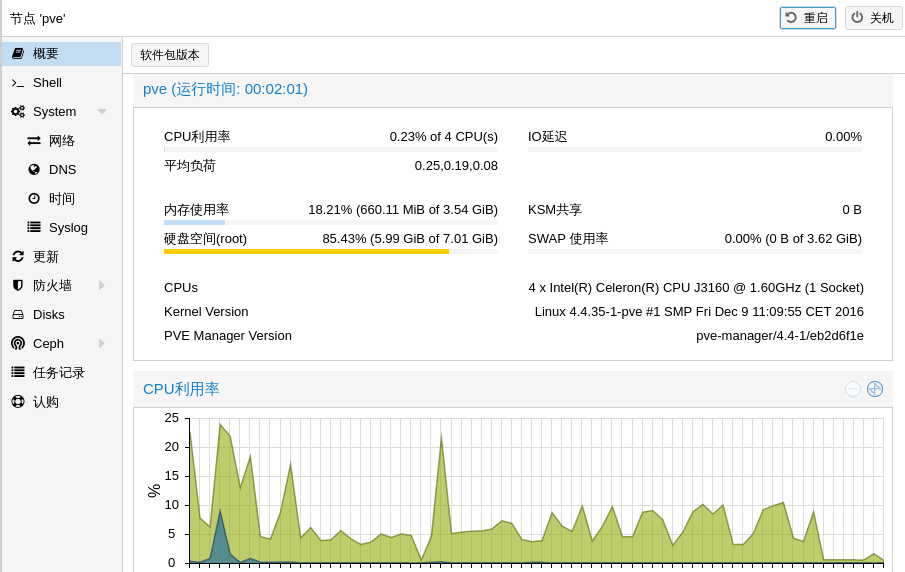 节点 'pve'
重启
关机
概要
Shell
System
网络
DNS
时间
Syslog
更新
防火墙
Disks
Ceph
任务记录
认购
软件包版本
pve (运行时间: 00:02:01)
CPU利用率 0.23% of 4 CPU(s)
IO延迟 0.00%
平均负荷 0.25,0.19,0.08
内存使用率 18.21% (660.11 MiB of 3.54 GiB)
KSM共享 0 B
硬盘空间(root) 85.43% (5.99 GiB of 7.01 GiB)
SWAP 使用率 0.00% (0 B of 3.62 GiB)
CPUs 4 x Intel(R) Celeron(R) CPU J3160 @ 1.60GHz (1 Socket)
Kernel Version Linux 4.4.35-1-pve #1 SMP Fri Dec 9 11:09:55 CET 2016
PVE Manager Version pve-manager/4.4-1/eb2d6f1e
CPU利用率
25
20
15
%
10
5
0